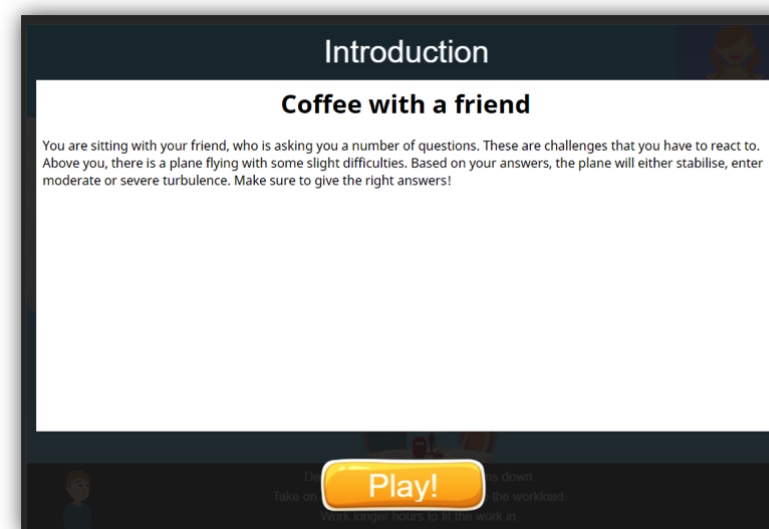 Introduction
Coffee with a friend
You are sitting with your friend, who is asking you a number of questions. These are challenges that you have to react to.
Above you, there is a plane flying with some slight difficulties. Based on your answers, the plane will either stabilise, enter
moderate or severe turbulence. Make sure to give the right answers!
Play!
down.
Take on the workload.
Work longer hours to fit the work in.